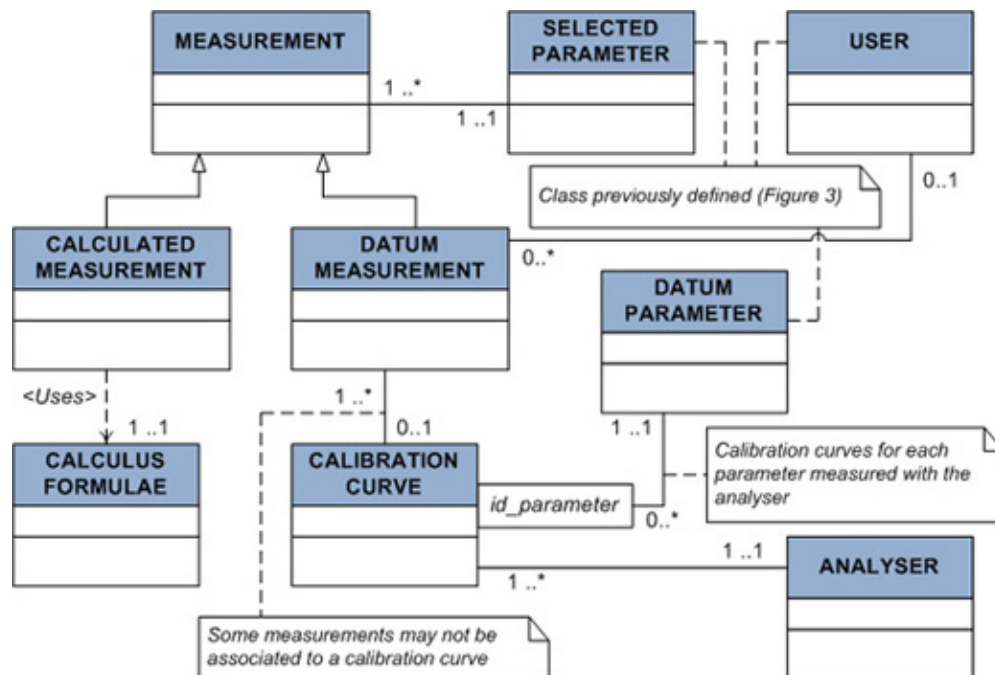 MEASUREMENT
SELECTED
PARAMETER
USER
1 ..*
1 ..1
0..1
Class previously defined (Figure 3)
CALCULATED
MEASUREMENT
DATUM
MEASUREMENT
0..*
DATUM
PARAMETER
<Uses>
1 ..1
1 ..*
0..1
1 ..1
CALCULUS
FORMULAE
CALIBRATION
CURVE
id_parameter
0..*
Calibration curves for each
parameter measured with the
analyser
1 ..*
1 ..1
ANALYSER
Some measurements may not be
associated to a calibration curve